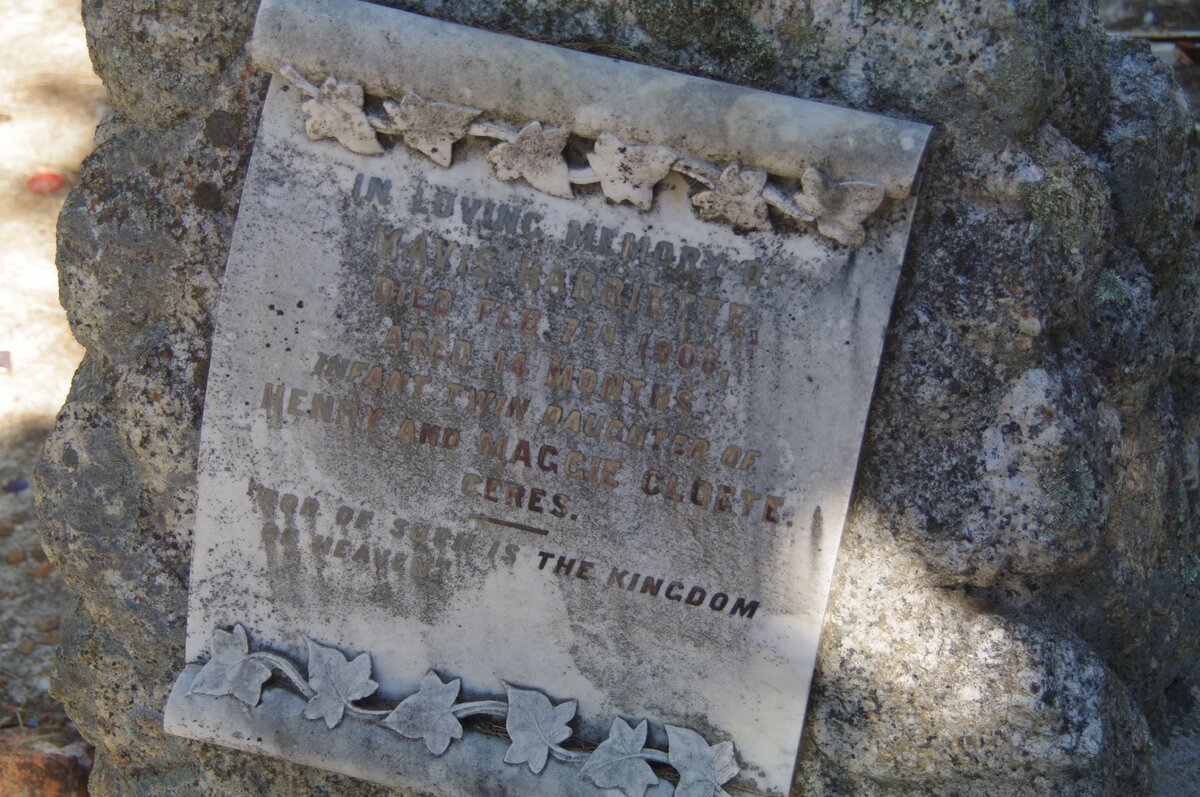 IN LOVING MEMORY OF
MAVIS HARRIETTE,
DIED FEB. 7TH 1906,
AGED 14 MONTHS.
INFANT TWIN DAUGHTER OF
HENRY AND MAGGIE CLOETE.
CERES.
"FOR OF SUCH IS THE KINGDOM
OF HEAVEN"